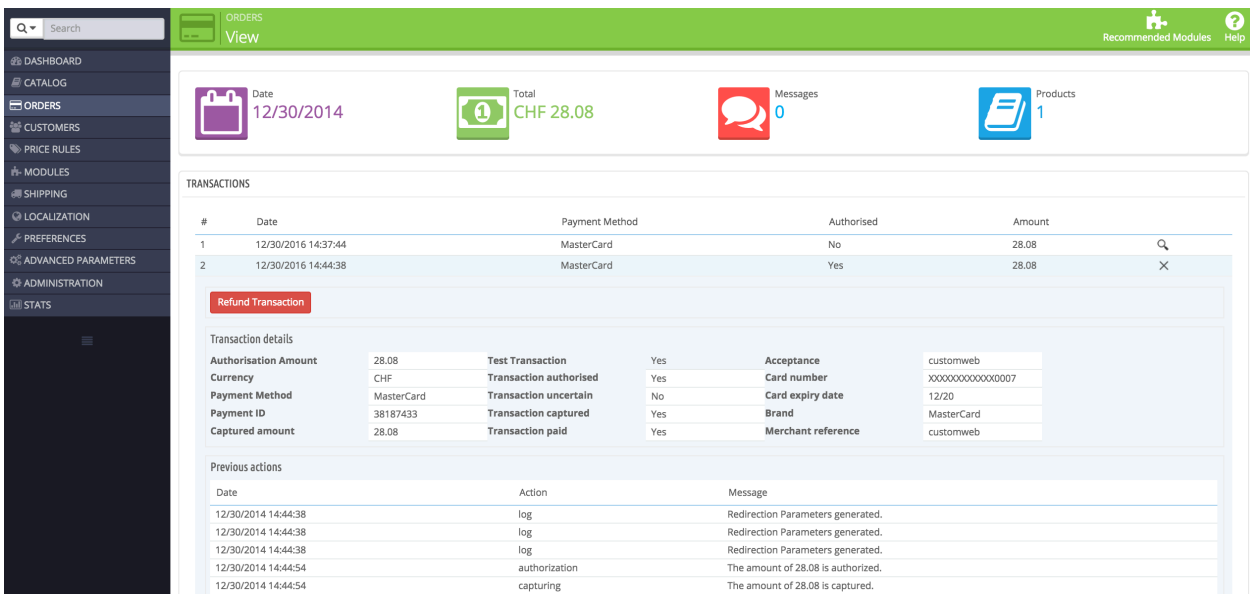 Search
ORDERS
View
Recommended Modules Help
DASHBOARD
CATALOG
ORDERS
CUSTOMERS
PRICE RULES
MODULES
SHIPPING
LOCALIZATION
PREFERENCES
ADVANCED PARAMETERS
ADMINISTRATION
STATS
Date
12/30/2014
Total
CHF 28.08
Messages
0
Products
1
TRANSACTIONS
# Date Payment Method Authorised Amount
1 12/30/2016 14:37:44 MasterCard No 28.08
2 12/30/2016 14:44:38 MasterCard Yes 28.08
Refund Transaction
Transaction details
Authorisation Amount 28.08 Test Transaction Yes Acceptance customweb
Currency CHF Transaction authorised Yes Card number XXXXXXXXXXXX0007
Payment Method MasterCard Transaction uncertain No Card expiry date 12/20
Payment ID 38187433 Transaction captured Yes Brand MasterCard
Captured amount 28.08 Transaction paid Yes Merchant reference customweb
Previous actions
Date Action Message
12/30/2014 14:44:38 log Redirection Parameters generated.
12/30/2014 14:44:38 log Redirection Parameters generated.
12/30/2014 14:44:38 log Redirection Parameters generated.
12/30/2014 14:44:54 authorization The amount of 28.08 is authorized.
12/30/2014 14:44:54 capturing The amount of 28.08 is captured.